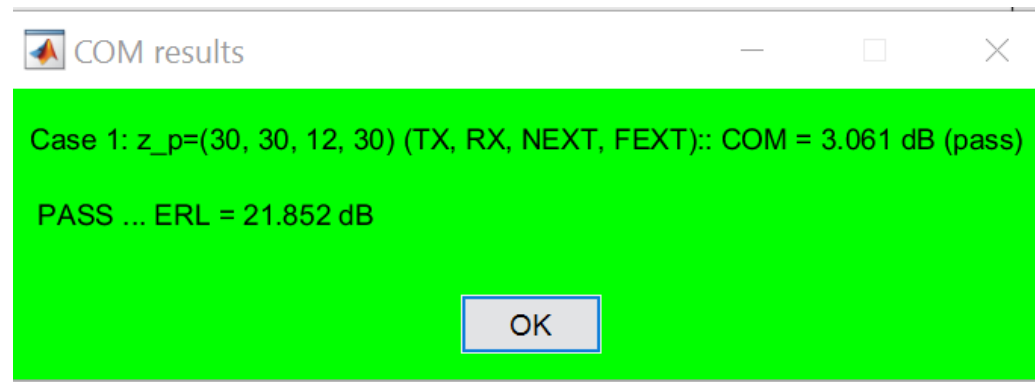 COM results
Case 1: z_p=(30, 30, 12, 30) (TX, RX, NEXT, FEXT):: COM = 3.061 dB (pass)
PASS ... ERL = 21.852 dB
OK